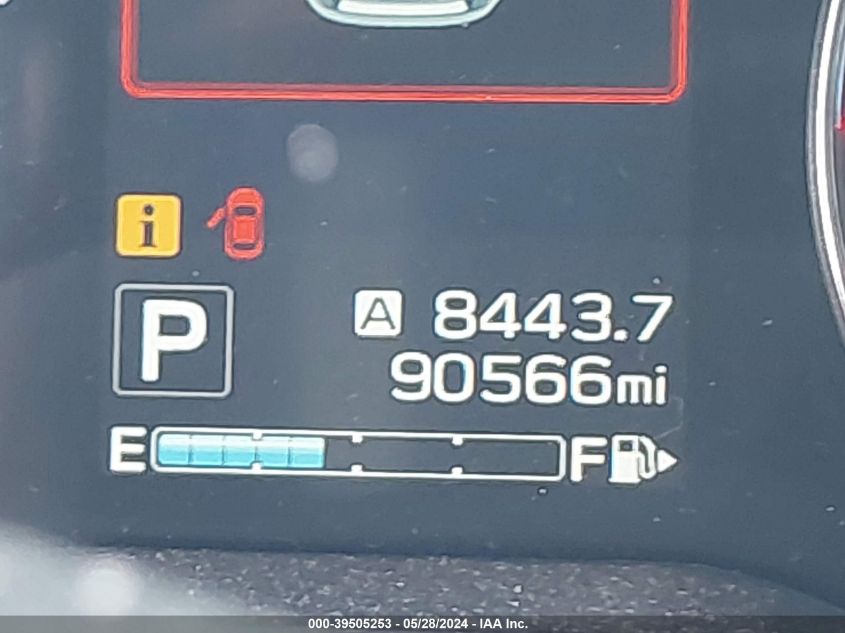 i
P A 8443.7
90566mi
E F
000-39505253 - 05/28/2024 - IAA Inc.